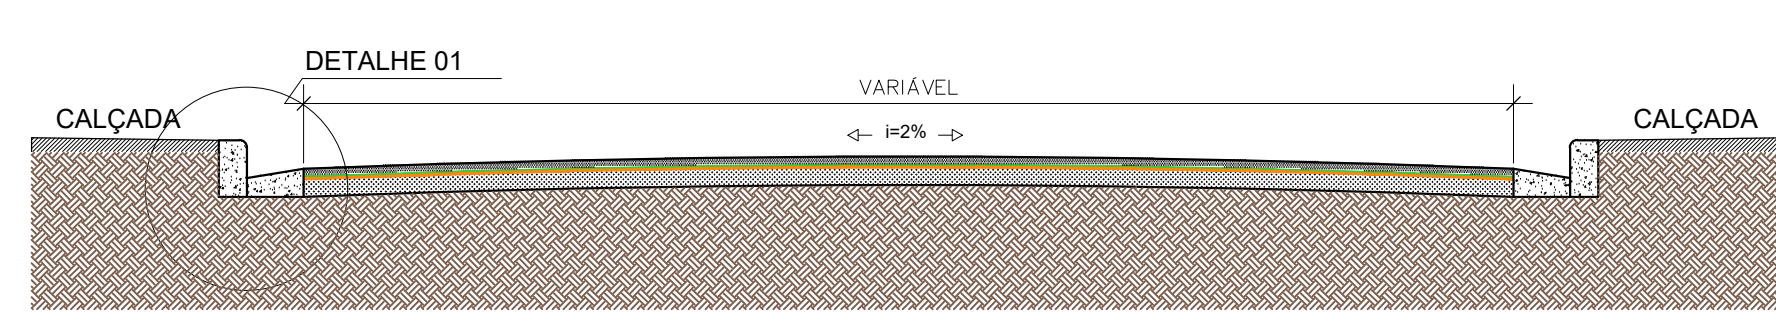 DETALHE 01
VARIÁVEL
CALÇADA
i=2%
CALÇADA